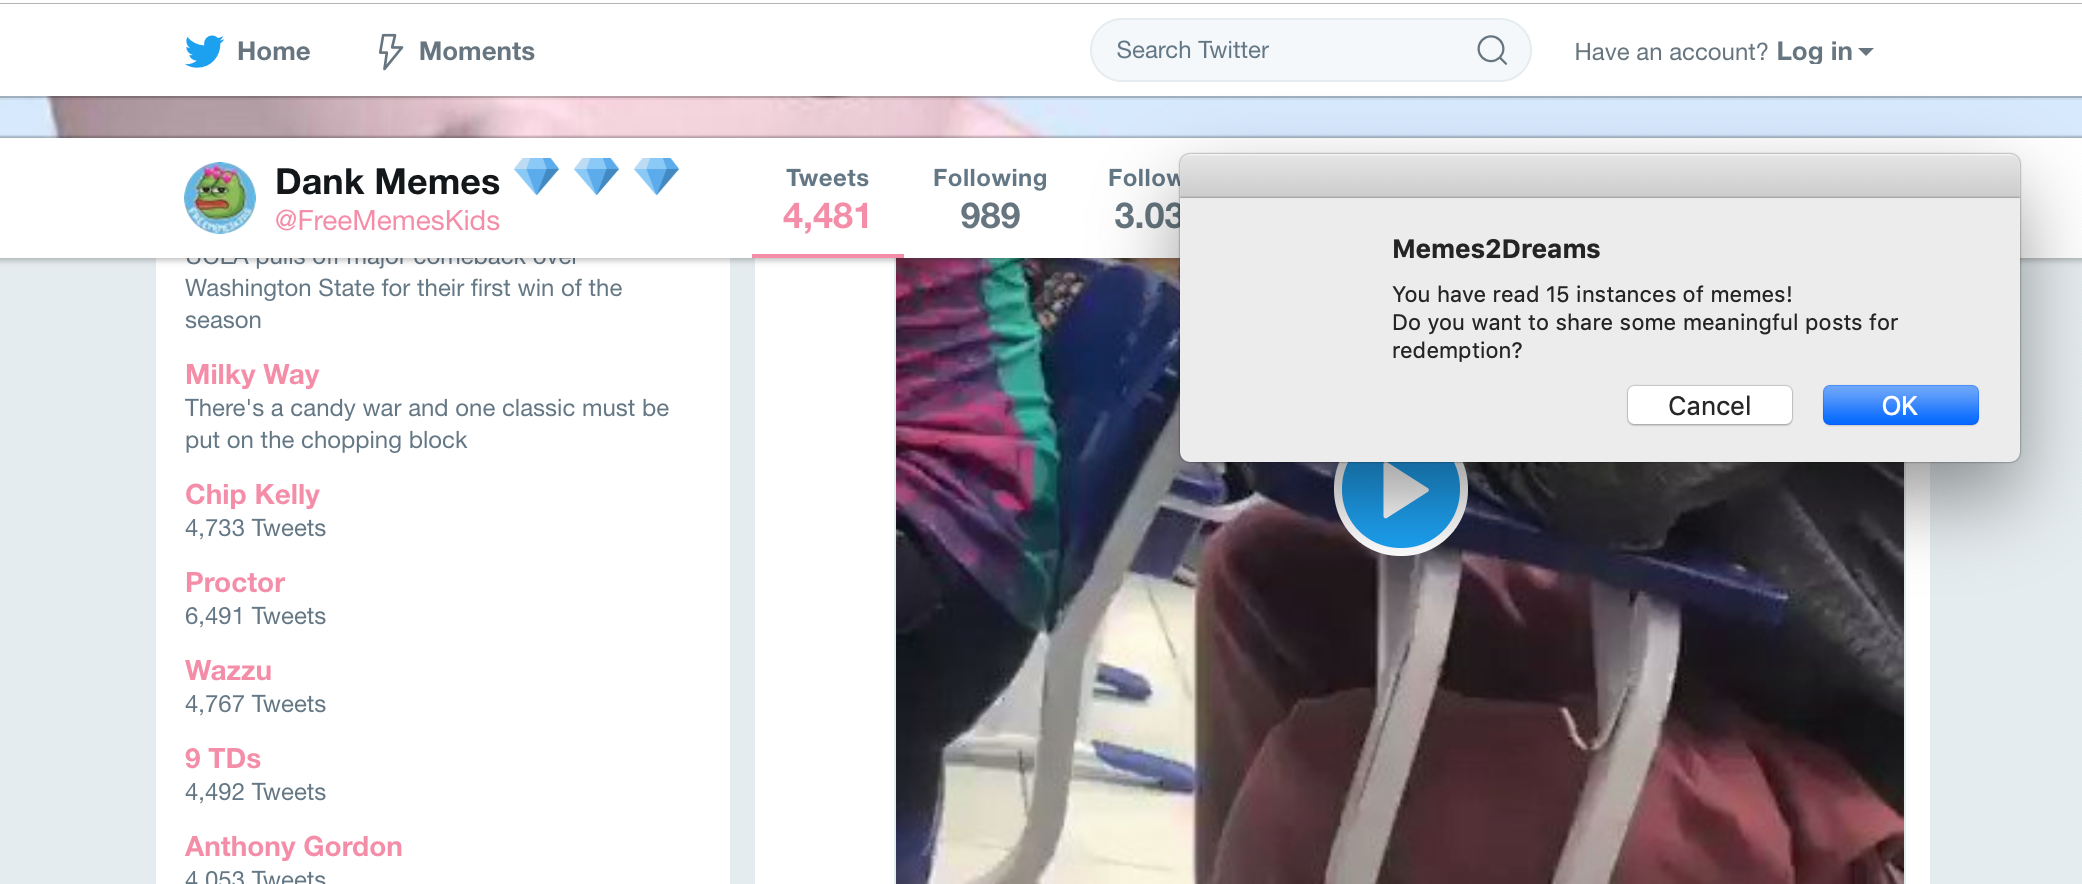 Home
Moments
Search Twitter
Have an account? Log in
Dank Memes
@FreeMemesKids
Tweets
4,481
Following
989
Follow
3.03
Memes2Dreams
You have read 15 instances of memes!
Do you want to share some meaningful posts for
redemption?
Cancel
OK
UCLA pulls off major comeback over
Washington State for their first win of the
season
Milky Way
There's a candy war and one classic must be
put on the chopping block
Chip Kelly
4,733 Tweets
Proctor
6,491 Tweets
Wazzu
4,767 Tweets
9 TDs
4,492 Tweets
Anthony Gordon
4,053 Tweets